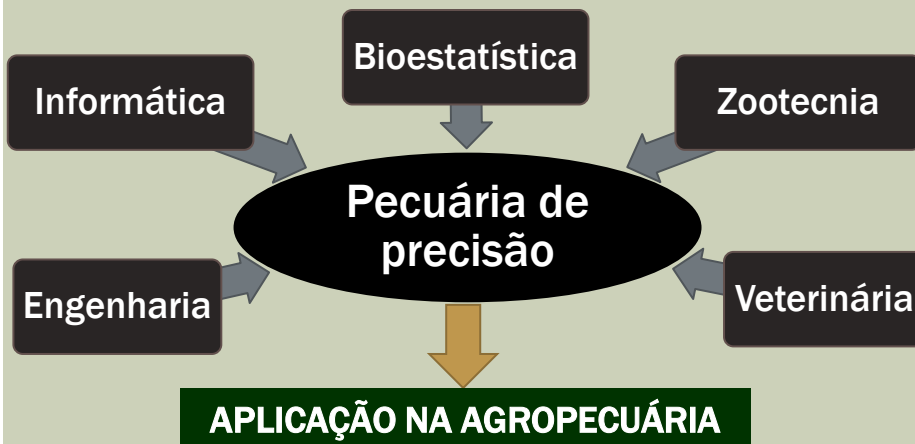 Bioestatística
Informática
Zootecnia
Pecuária de
precisão
Engenharia
Veterinária
APLICAÇÃO NA AGROPECUÁRIA